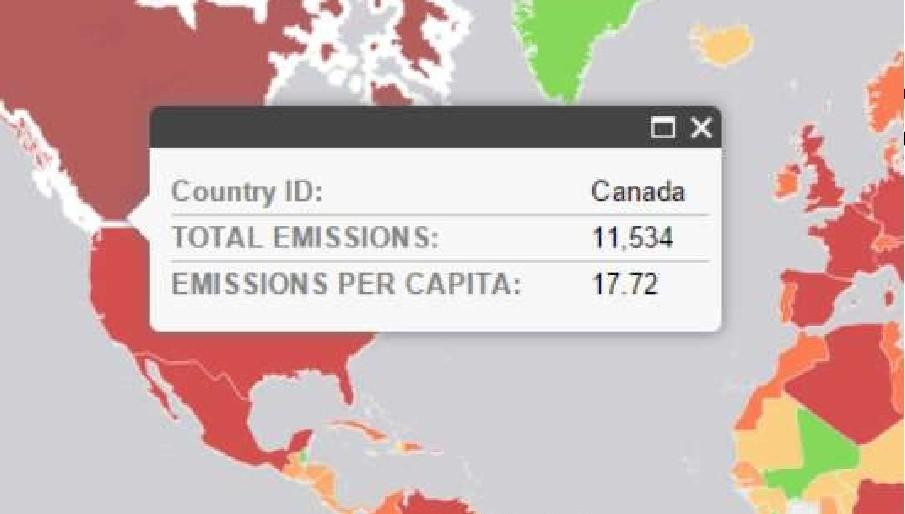 Country ID: Canada
TOTAL EMISSIONS: 11,534
EMISSIONS PER CAPITA: 17.72